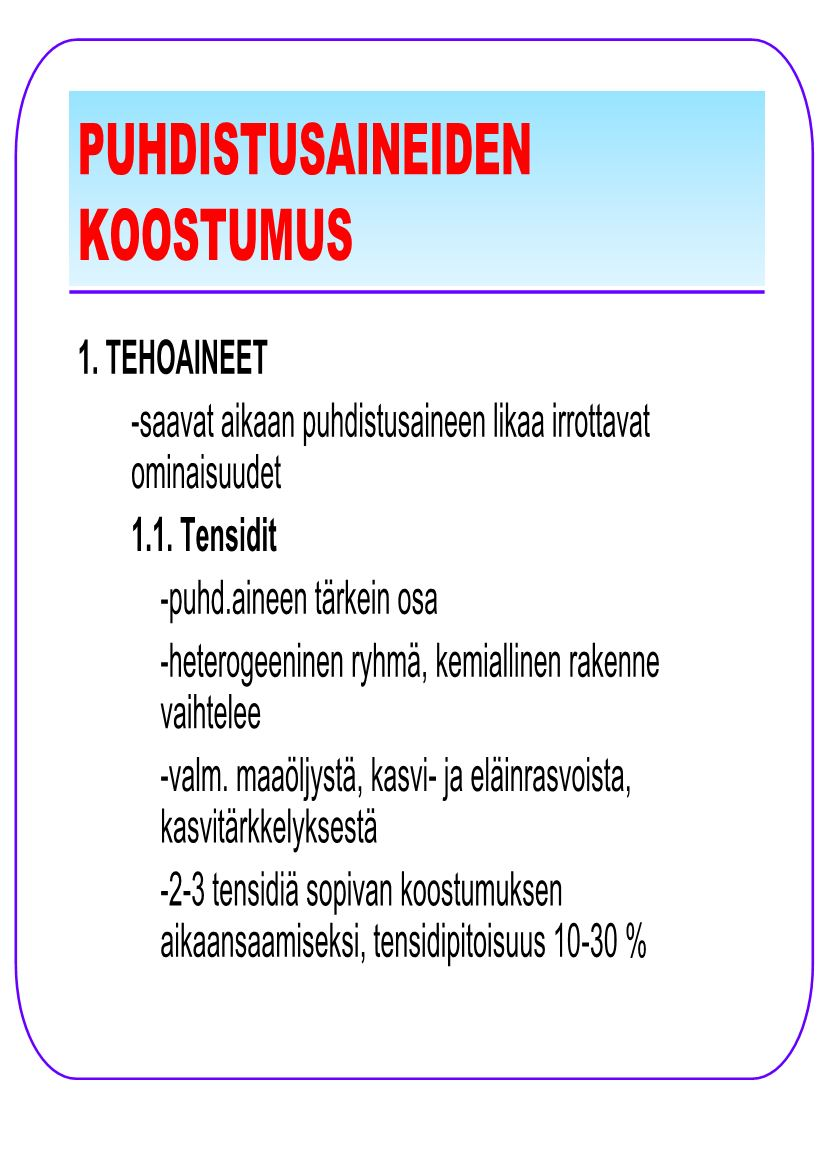 PUHDISTUSAINEIDEN
KOOSTUMUS
1. TEHOAINEET
-saavat aikaan puhdistusaineen likaa irrottavat
ominaisuudet
1.1. Tensidit
-puhd.aineen tärkein osa
-heterogeeninen ryhmä, kemiallinen rakenne
vaihtelee
-valm. maaöljystä, kasvi- ja eläinrasvoista,
kasvitärkkelyksestä
-2-3 tensidiä sopivan koostumuksen
aikaansaamiseksi, tensidipitoisuus 10-30 %